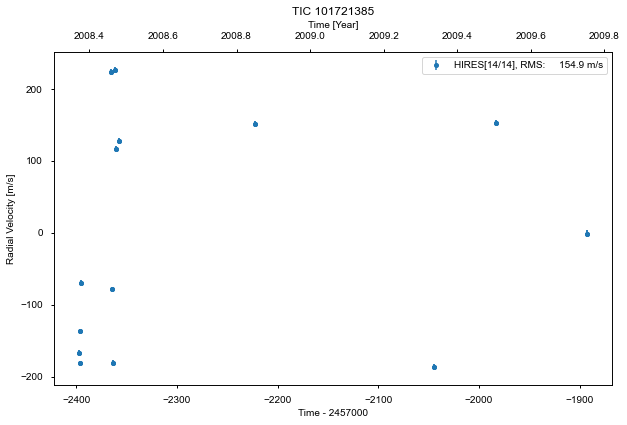 TIC 101721385
Time [Year]
2008.4 2008.6 2008.8 2009.0 2009.2 2009.4 2009.6 2009.8
HIRES[14/14], RMS: 154.9 m/s
200
100
0
−100
−200
Radial Velocity [m/s]
−2400 −2300 −2200 −2100 −2000 −1900
Time - 2457000